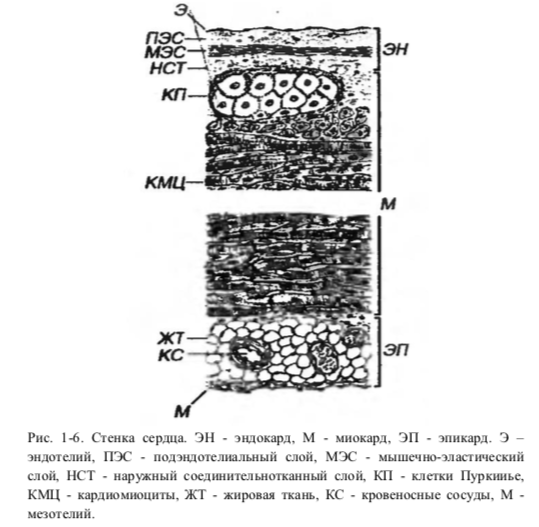 Э
ПЭС
МЭС
ЭН
НСТ
КП
КМЦ
М
ЖТ
КС
ЭП
М
Рис. 1-6. Стенка сердца. ЭН - эндокард, М - миокард, ЭП - эпикард. Э –
эндотелий, ПЭС - подэндотелиальный слой, МЭС - мышечно-эластический
слой, НСТ - наружный соединительнотканный слой, КП - клетки Пуркиные,
КМЦ - кардиомиоциты, ЖТ - жировая ткань, КС - кровеносные сосуды, М -
мезотелий.